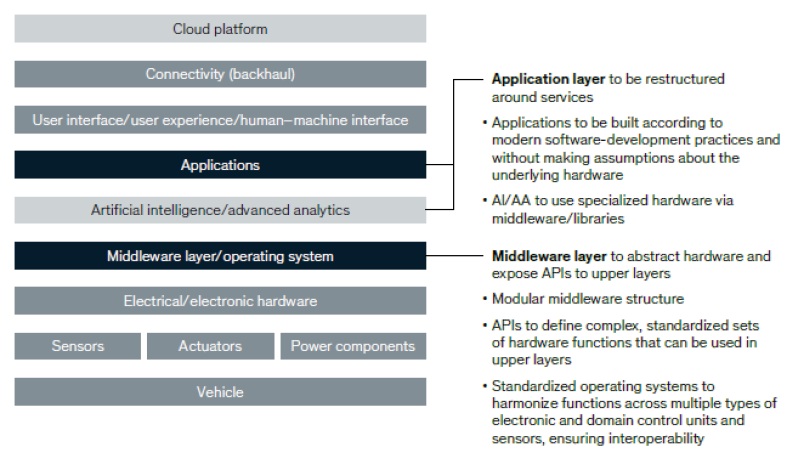 Cloud platform
Connectivity (backhaul)
User interface/user experience/human–machine interface
Applications
Artificial intelligence/advanced analytics
Middleware layer/operating system
Electrical/electronic hardware
Sensors
Actuators
Power components
Vehicle
Application layer to be restructured
around services
• Applications to be built according to
modern software-development practices and
without making assumptions about the
underlying hardware
• AI/AA to use specialized hardware via
middleware/libraries
Middleware layer to abstract hardware and
expose APIs to upper layers
• Modular middleware structure
• APIs to define complex, standardized sets
of hardware functions that can be used in
upper layers
• Standardized operating systems to
harmonize functions across multiple types of
electronic and domain control units and
sensors, ensuring interoperability